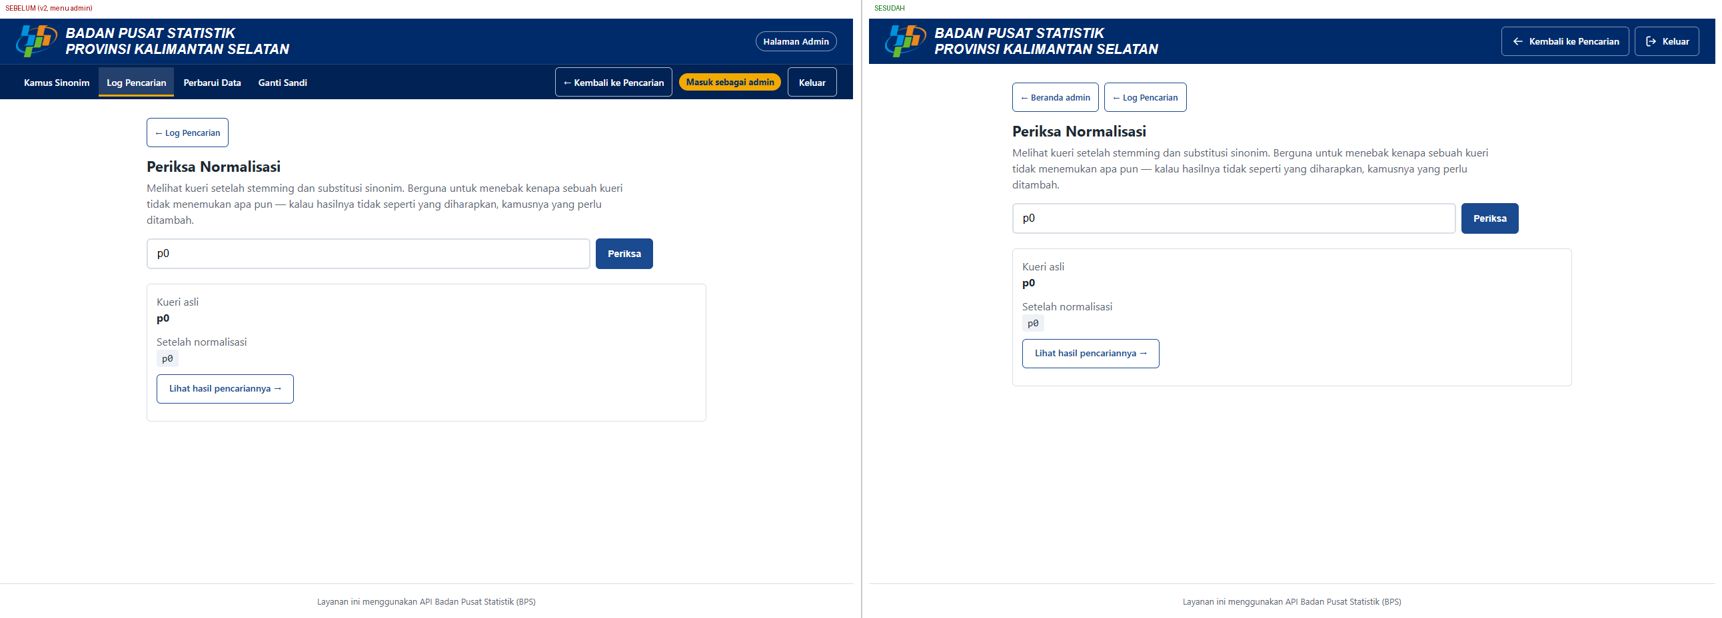 SEBELUM (v2, menu admin)
BADAN PUSAT STATISTIK
PROVINSI KALIMANTAN SELATAN
Halaman Admin
Kamus Sinonim Log Pencarian Perbarui Data Ganti Sandi ← Kembali ke Pencarian Masuk sebagai admin Keluar
← Log Pencarian
Periksa Normalisasi
Melihat kueri setelah stemming dan substitusi sinonim. Berguna untuk menebak kenapa sebuah kueri
tidak menemukan apa pun — kalau hasilnya tidak seperti yang diharapkan, kamusnya yang perlu
ditambah.
p0 Periksa
Kueri asli
p0
Setelah normalisasi
p0
Lihat hasil pencariannya →
Layanan ini menggunakan API Badan Pusat Statistik (BPS)
SESUDAH
BADAN PUSAT STATISTIK
PROVINSI KALIMANTAN SELATAN
← Kembali ke Pencarian Keluar
← Beranda admin ← Log Pencarian
Periksa Normalisasi
Melihat kueri setelah stemming dan substitusi sinonim. Berguna untuk menebak kenapa sebuah kueri
tidak menemukan apa pun — kalau hasilnya tidak seperti yang diharapkan, kamusnya yang perlu
ditambah.
p0 Periksa
Kueri asli
p0
Setelah normalisasi
p0
Lihat hasil pencariannya →
Layanan ini menggunakan API Badan Pusat Statistik (BPS)